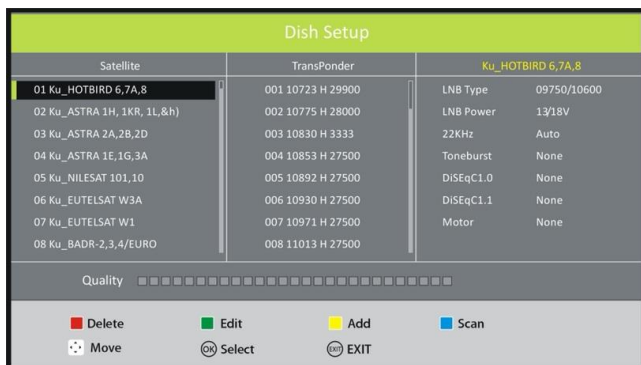 Dish Setup
Satellite TransPonder Ku_HOTBIRD 6,7A,8
01 Ku_HOTBIRD 6,7A,8 001 10723 H 29900 LNB Type 09750/10600
02 Ku_ASTRA 1H, 1KR, 1L,&h) 002 10775 H 28000 LNB Power 13/18V
03 Ku_ASTRA 2A,2B,2D 003 10830 H 3333 22KHz Auto
04 Ku_ASTRA 1E,1G,3A 004 10853 H 27500 Toneburst None
05 Ku_NILESAT 101,10 005 10892 H 27500 DiSEqC1.0 None
06 Ku_EUTELSAT W3A 006 10930 H 27500 DiSEqC1.1 None
07 Ku_EUTELSAT W1 007 10971 H 27500 Motor None
08 Ku_BADR-2,3,4/EURO 008 11013 H 27500
Quality
Delete Edit Add Scan
Move OK Select EXIT EXIT